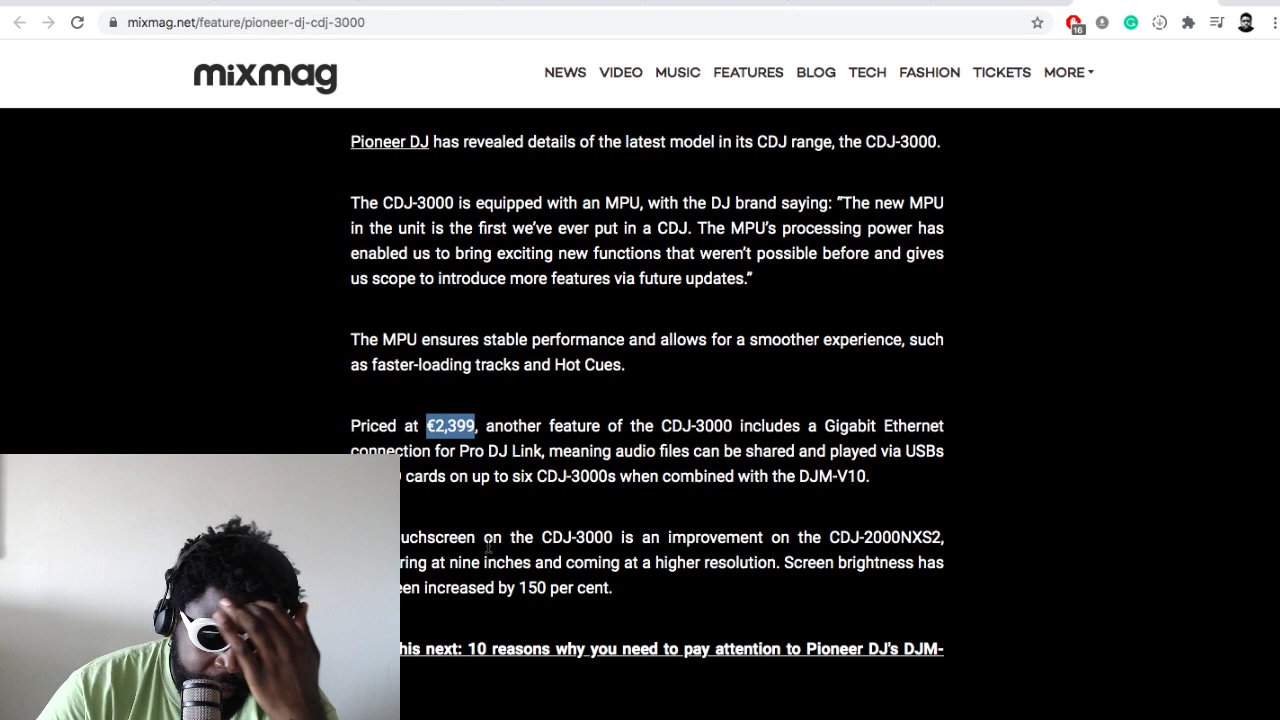 mixmag.net/feature/pioneer-dj-cdj-3000
16
mixmag
NEWS VIDEO MUSIC FEATURES BLOG TECH FASHION TICKETS MORE
Pioneer DJ has revealed details of the latest model in its CDJ range, the CDJ-3000.
The CDJ-3000 is equipped with an MPU, with the DJ brand saying: "The new MPU
in the unit is the first we've ever put in a CDJ. The MPU's processing power has
enabled us to bring exciting new functions that weren't possible before and gives
us scope to introduce more features via future updates."
The MPU ensures stable performance and allows for a smoother experience, such
as faster-loading tracks and Hot Cues.
Priced at €2,399, another feature of the CDJ-3000 includes a Gigabit Ethernet
connection for Pro DJ Link, meaning audio files can be shared and played via USBs
cards on up to six CDJ-3000s when combined with the DJM-V10.
uchscreen on the CDJ-3000 is an improvement on the CDJ-2000NXS2,
ring at nine inches and coming at a higher resolution. Screen brightness has
een increased by 150 per cent.
his next: 10 reasons why you need to pay attention to Pioneer DJ's DJM-